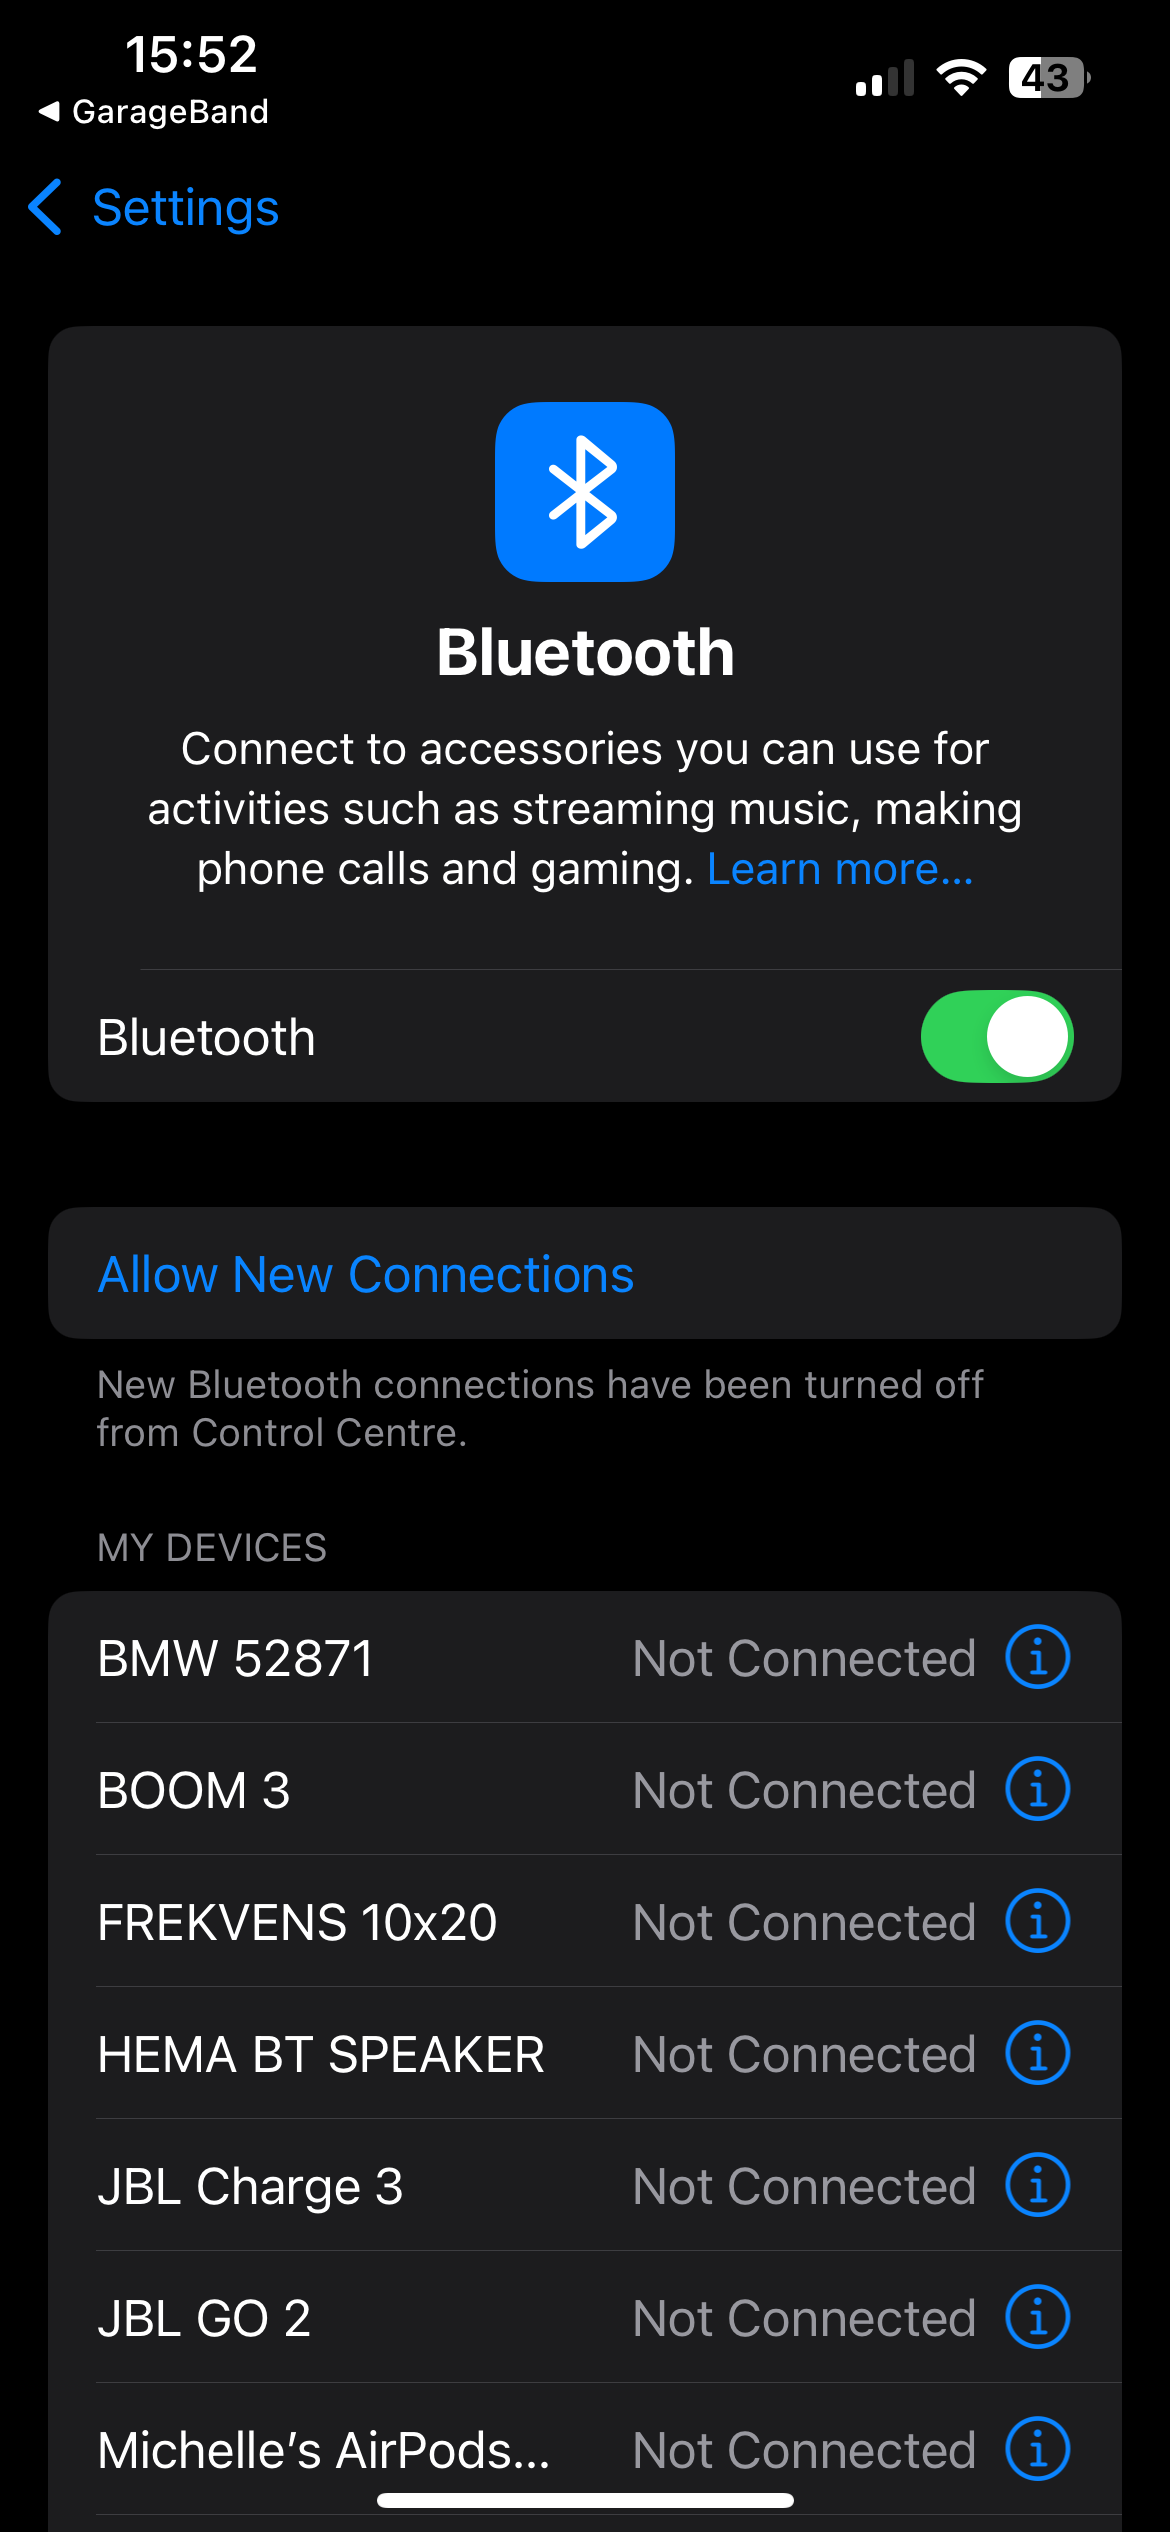 15:52
43
◀ GarageBand
Settings
Bluetooth
Connect to accessories you can use for
activities such as streaming music, making
phone calls and gaming. Learn more...
Bluetooth
Allow New Connections
New Bluetooth connections have been turned off
from Control Centre.
MY DEVICES
BMW 52871 Not Connected
BOOM 3 Not Connected
FREKVENS 10x20 Not Connected
HEMA BT SPEAKER Not Connected
JBL Charge 3 Not Connected
JBL GO 2 Not Connected
Michelle’s AirPods... Not Connected